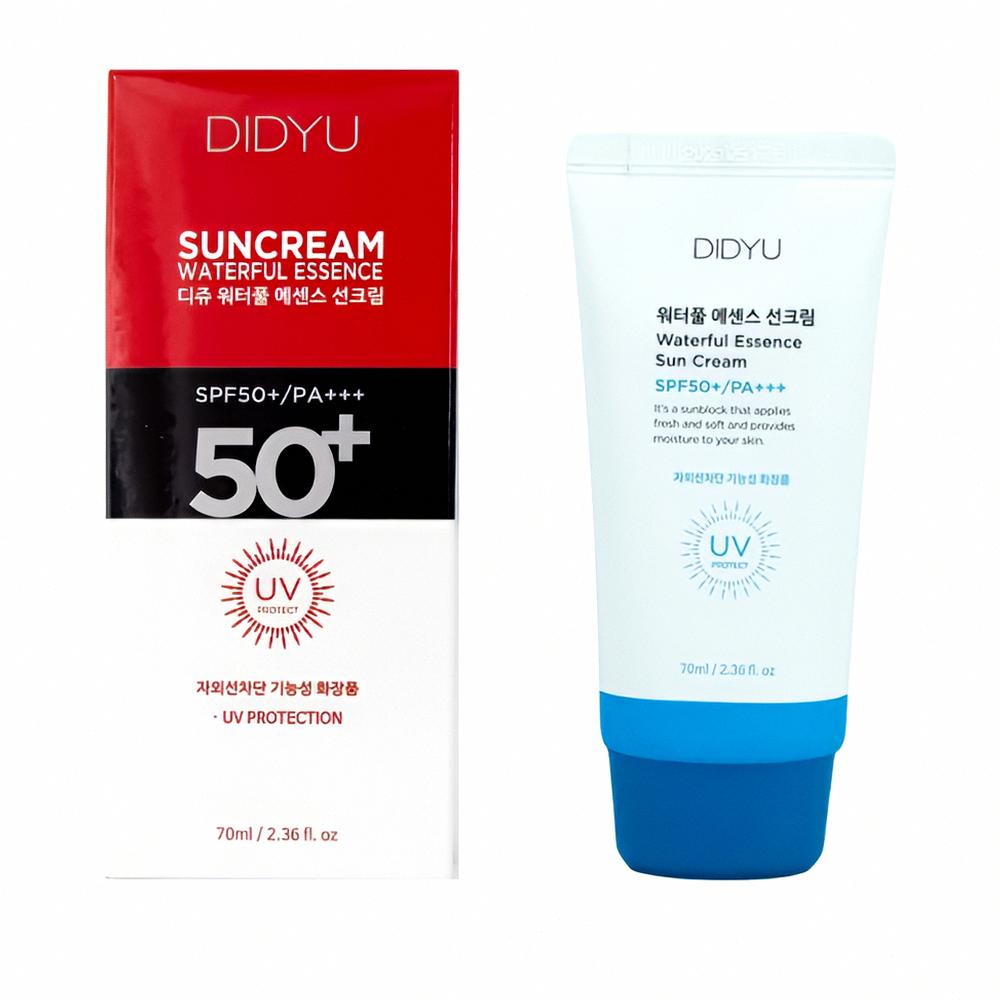 DIDYU
SUNCREAM
WATERFUL ESSENCE
디쥬 워터풀 에센스 선크림
SPF50+/PA+++
50+
UV
PROTECT
자외선차단 기능성 화장품
· UV PROTECTION
70ml / 2.36 fl. oz
DIDYU
워터풀 에센스 선크림
Waterful Essence
Sun Cream
SPF50+/PA+++
It's a sunblock that applies
fresh and soft and provides
moisture to your skin.
자외선차단 기능성 화장품
UV
PROTECT
70ml / 2.36 fl. oz